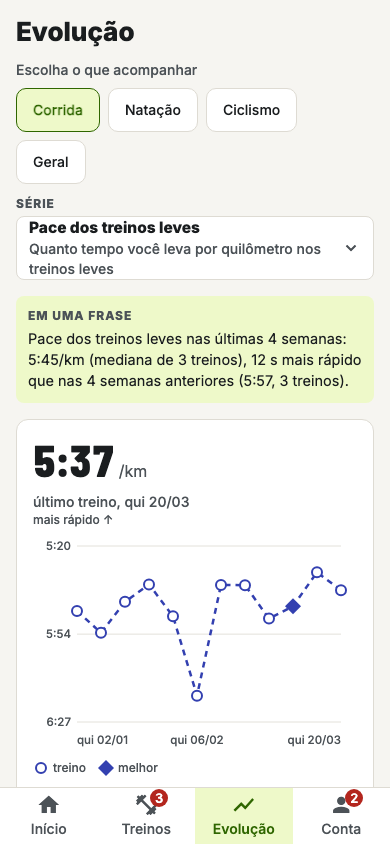 Evolução
Escolha o que acompanhar
Corrida
Natação
Ciclismo
Geral
SÉRIE
Pace dos treinos leves
Quanto tempo você leva por quilômetro nos
treinos leves
EM UMA FRASE
Pace dos treinos leves nas últimas 4 semanas:
5:45/km (mediana de 3 treinos), 12 s mais rápido
que nas 4 semanas anteriores (5:57, 3 treinos).
5:37 /km
último treino, qui 20/03
mais rápido ↑
5:20
5:54
6:27
qui 02/01
qui 06/02
qui 20/03
treino
melhor
3
2
Início
Treinos
Evolução
Conta